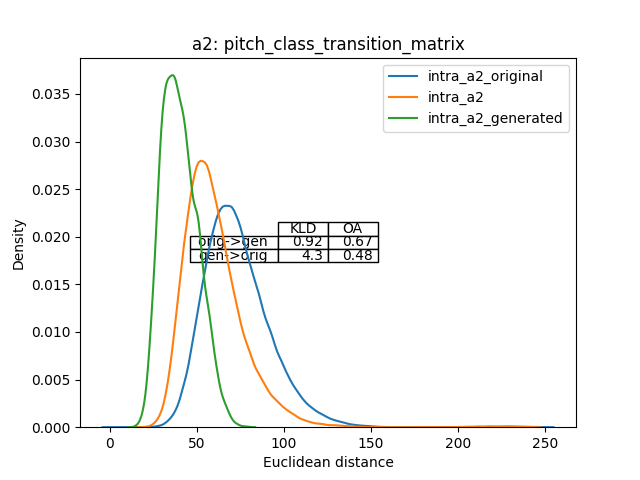 a2: pitch_class_transition_matrix
intra_a2_original
intra_a2
intra_a2_generated
KLD OA
orig->gen 0.92 0.67
gen->orig 4.3 0.48
Density
0.035
0.030
0.025
0.020
0.015
0.010
0.005
0.000
0 50 100 150 200 250
Euclidean distance